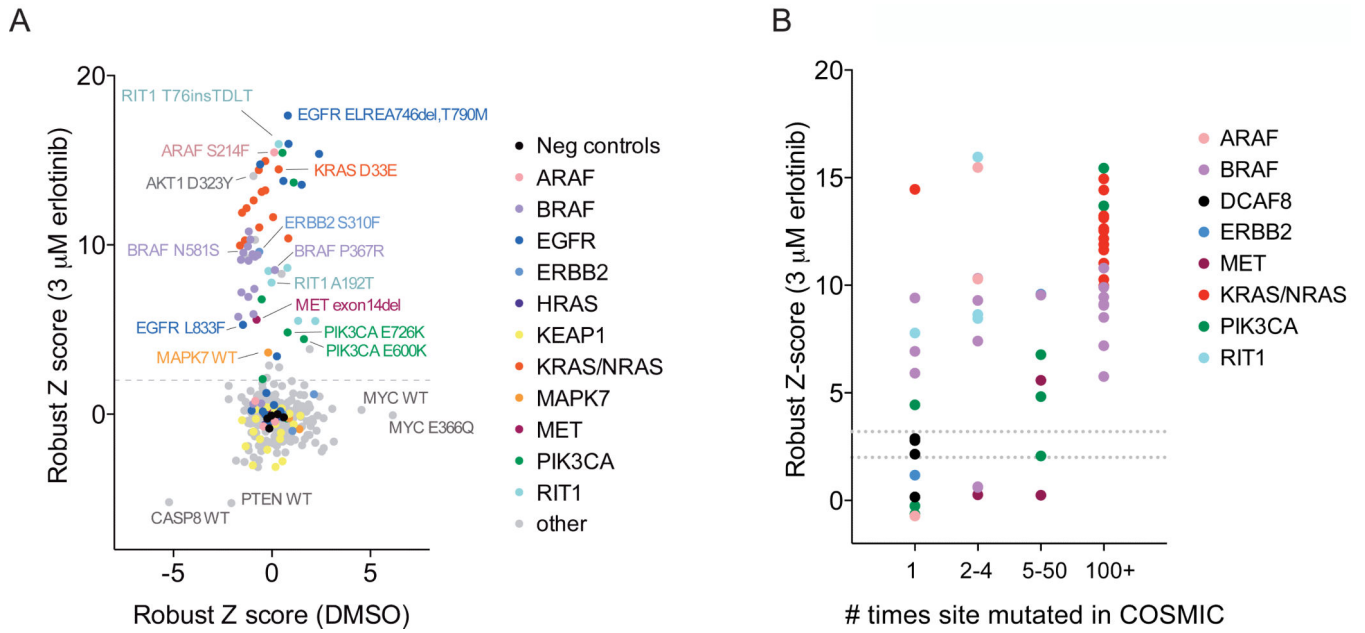 A
Robust Z score (3 μM erlotinib)
20
10
0
-5
0
5
Robust Z score (DMSO)
RIT1 T76insTDLT
EGFR ELREA746del,T790M
ARAF S214F
KRAS D33E
AKT1 D323Y
ERBB2 S310F
BRAF N581S
BRAF P367R
RIT1 A192T
MET exon14del
EGFR L833F
PIK3CA E726K
MAPK7 WT
PIK3CA E600K
MYC WT
MYC E366Q
PTEN WT
CASP8 WT
Neg controls
ARAF
BRAF
EGFR
ERBB2
HRAS
KEAP1
KRAS/NRAS
MAPK7
MET
PIK3CA
RIT1
other
B
Robust Z-score (3 μM erlotinib)
20
15
10
5
0
1
2-4
5-50
100+
# times site mutated in COSMIC
ARAF
BRAF
DCAF8
ERBB2
MET
KRAS/NRAS
PIK3CA
RIT1